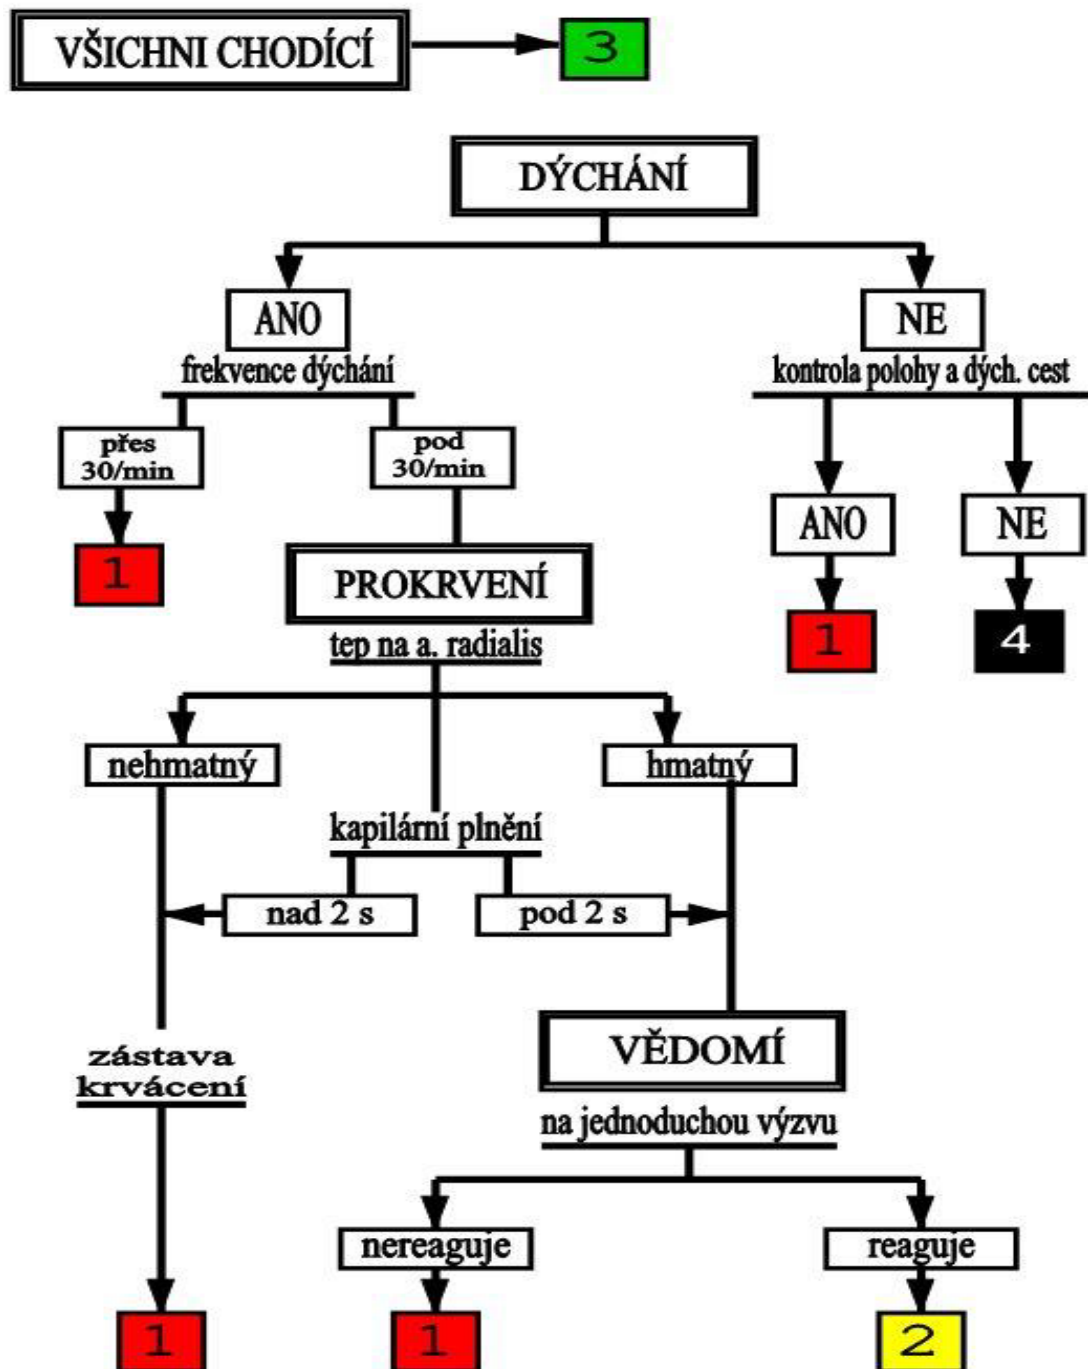 VŠICHNI CHODÍCÍ
3
DÝCHÁNÍ
ANO
NE
frekvence dýchání
kontrola polohy a dých. cest
přes
30/min
pod
30/min
ANO
NE
1
PROKRVENÍ
1
4
tep na a. radialis
nehmatný
hmatný
kapilární plnění
nad 2 s
pod 2 s
VĚDOMÍ
zástava
krvácení
na jednoduchou výzvu
nereaguje
reaguje
1
1
2